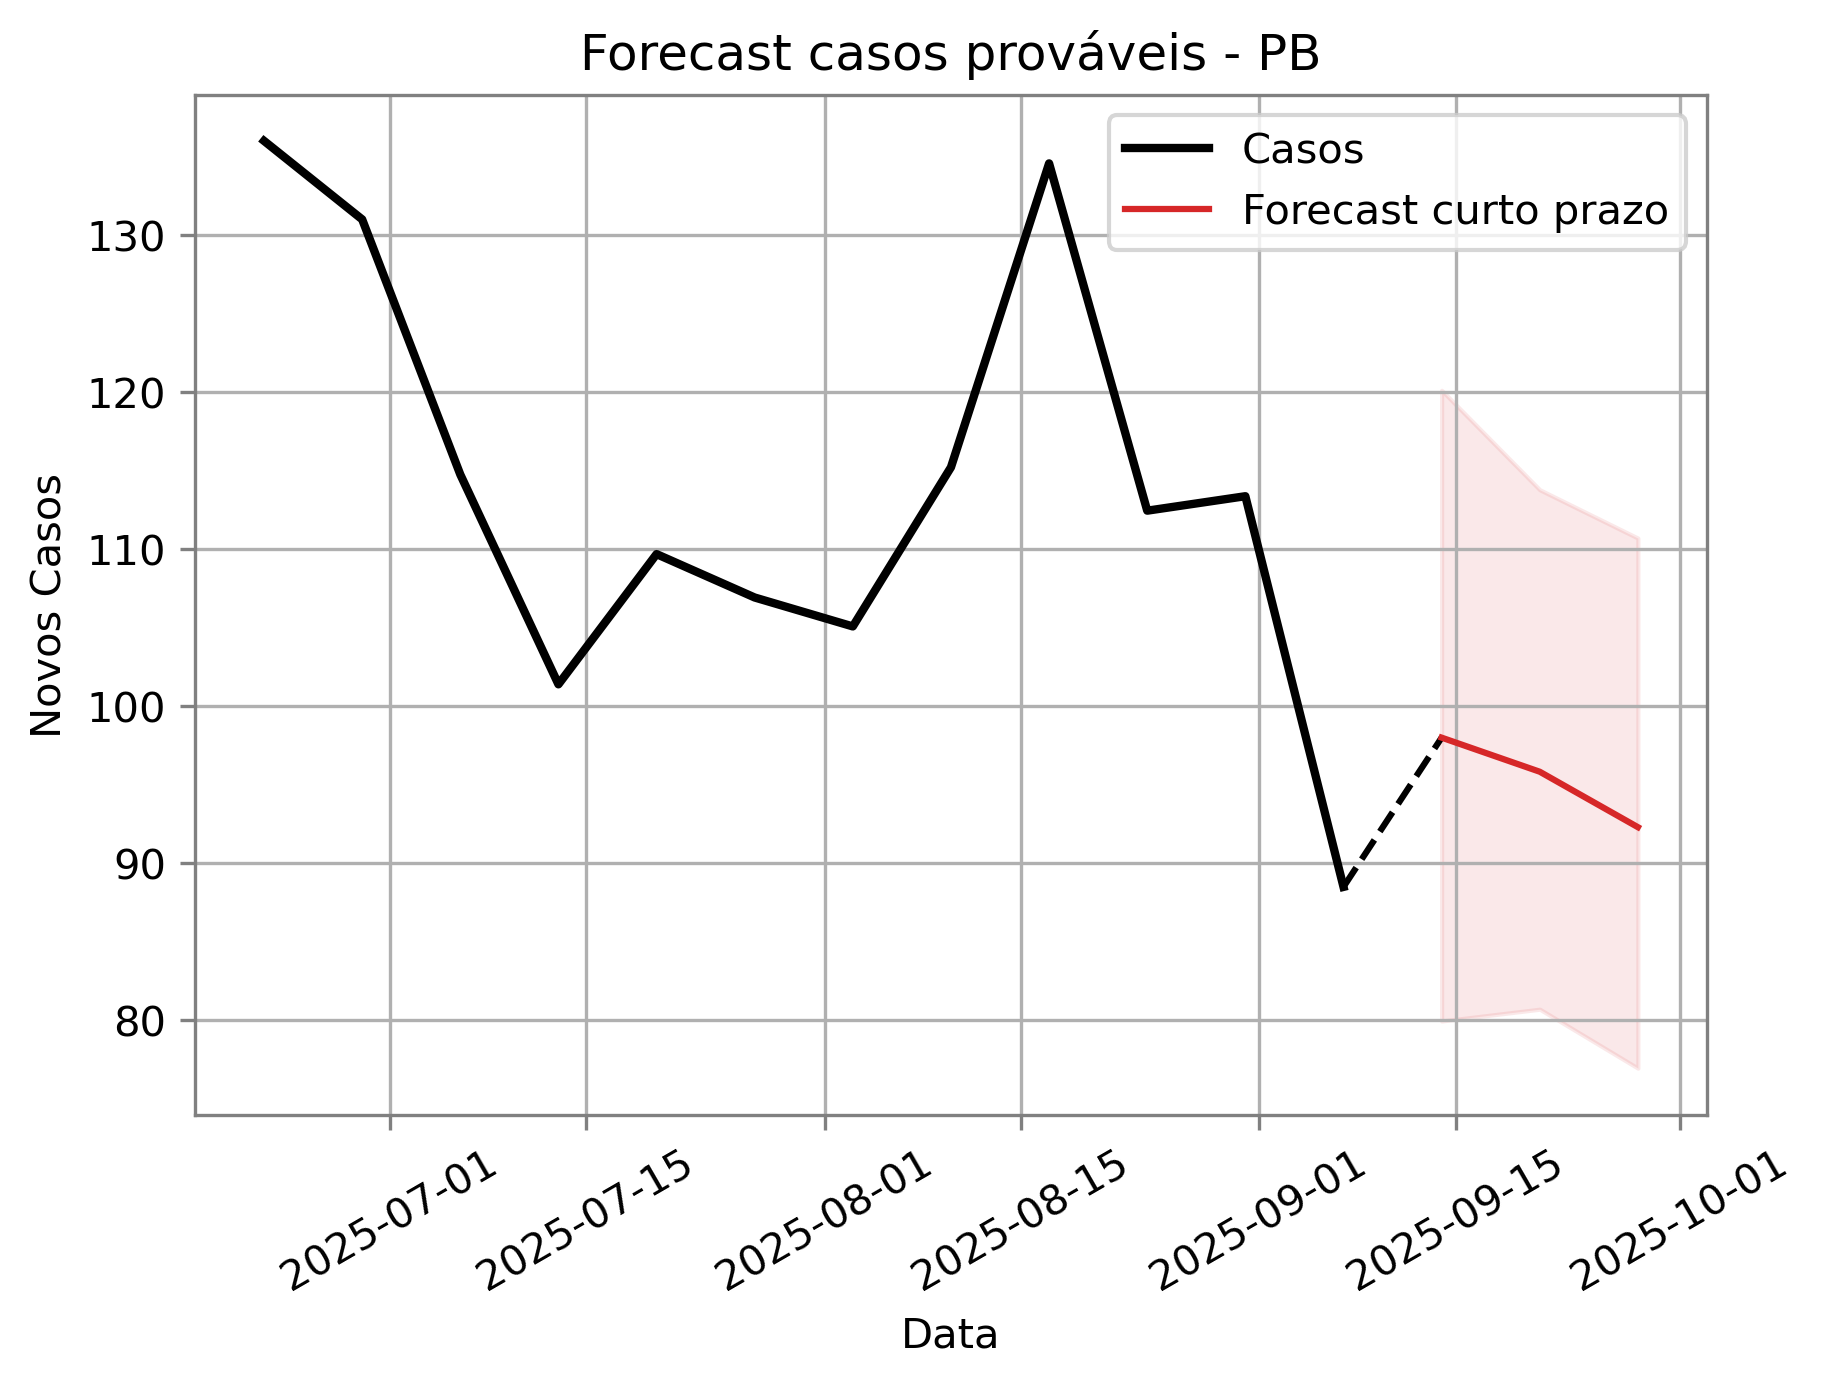 Forecast casos prováveis - PB
Casos
Forecast curto prazo
Novos Casos
130
120
110
100
90
80
2025-07-01
2025-07-15
2025-08-01
2025-08-15
2025-09-01
2025-09-15
2025-10-01
Data